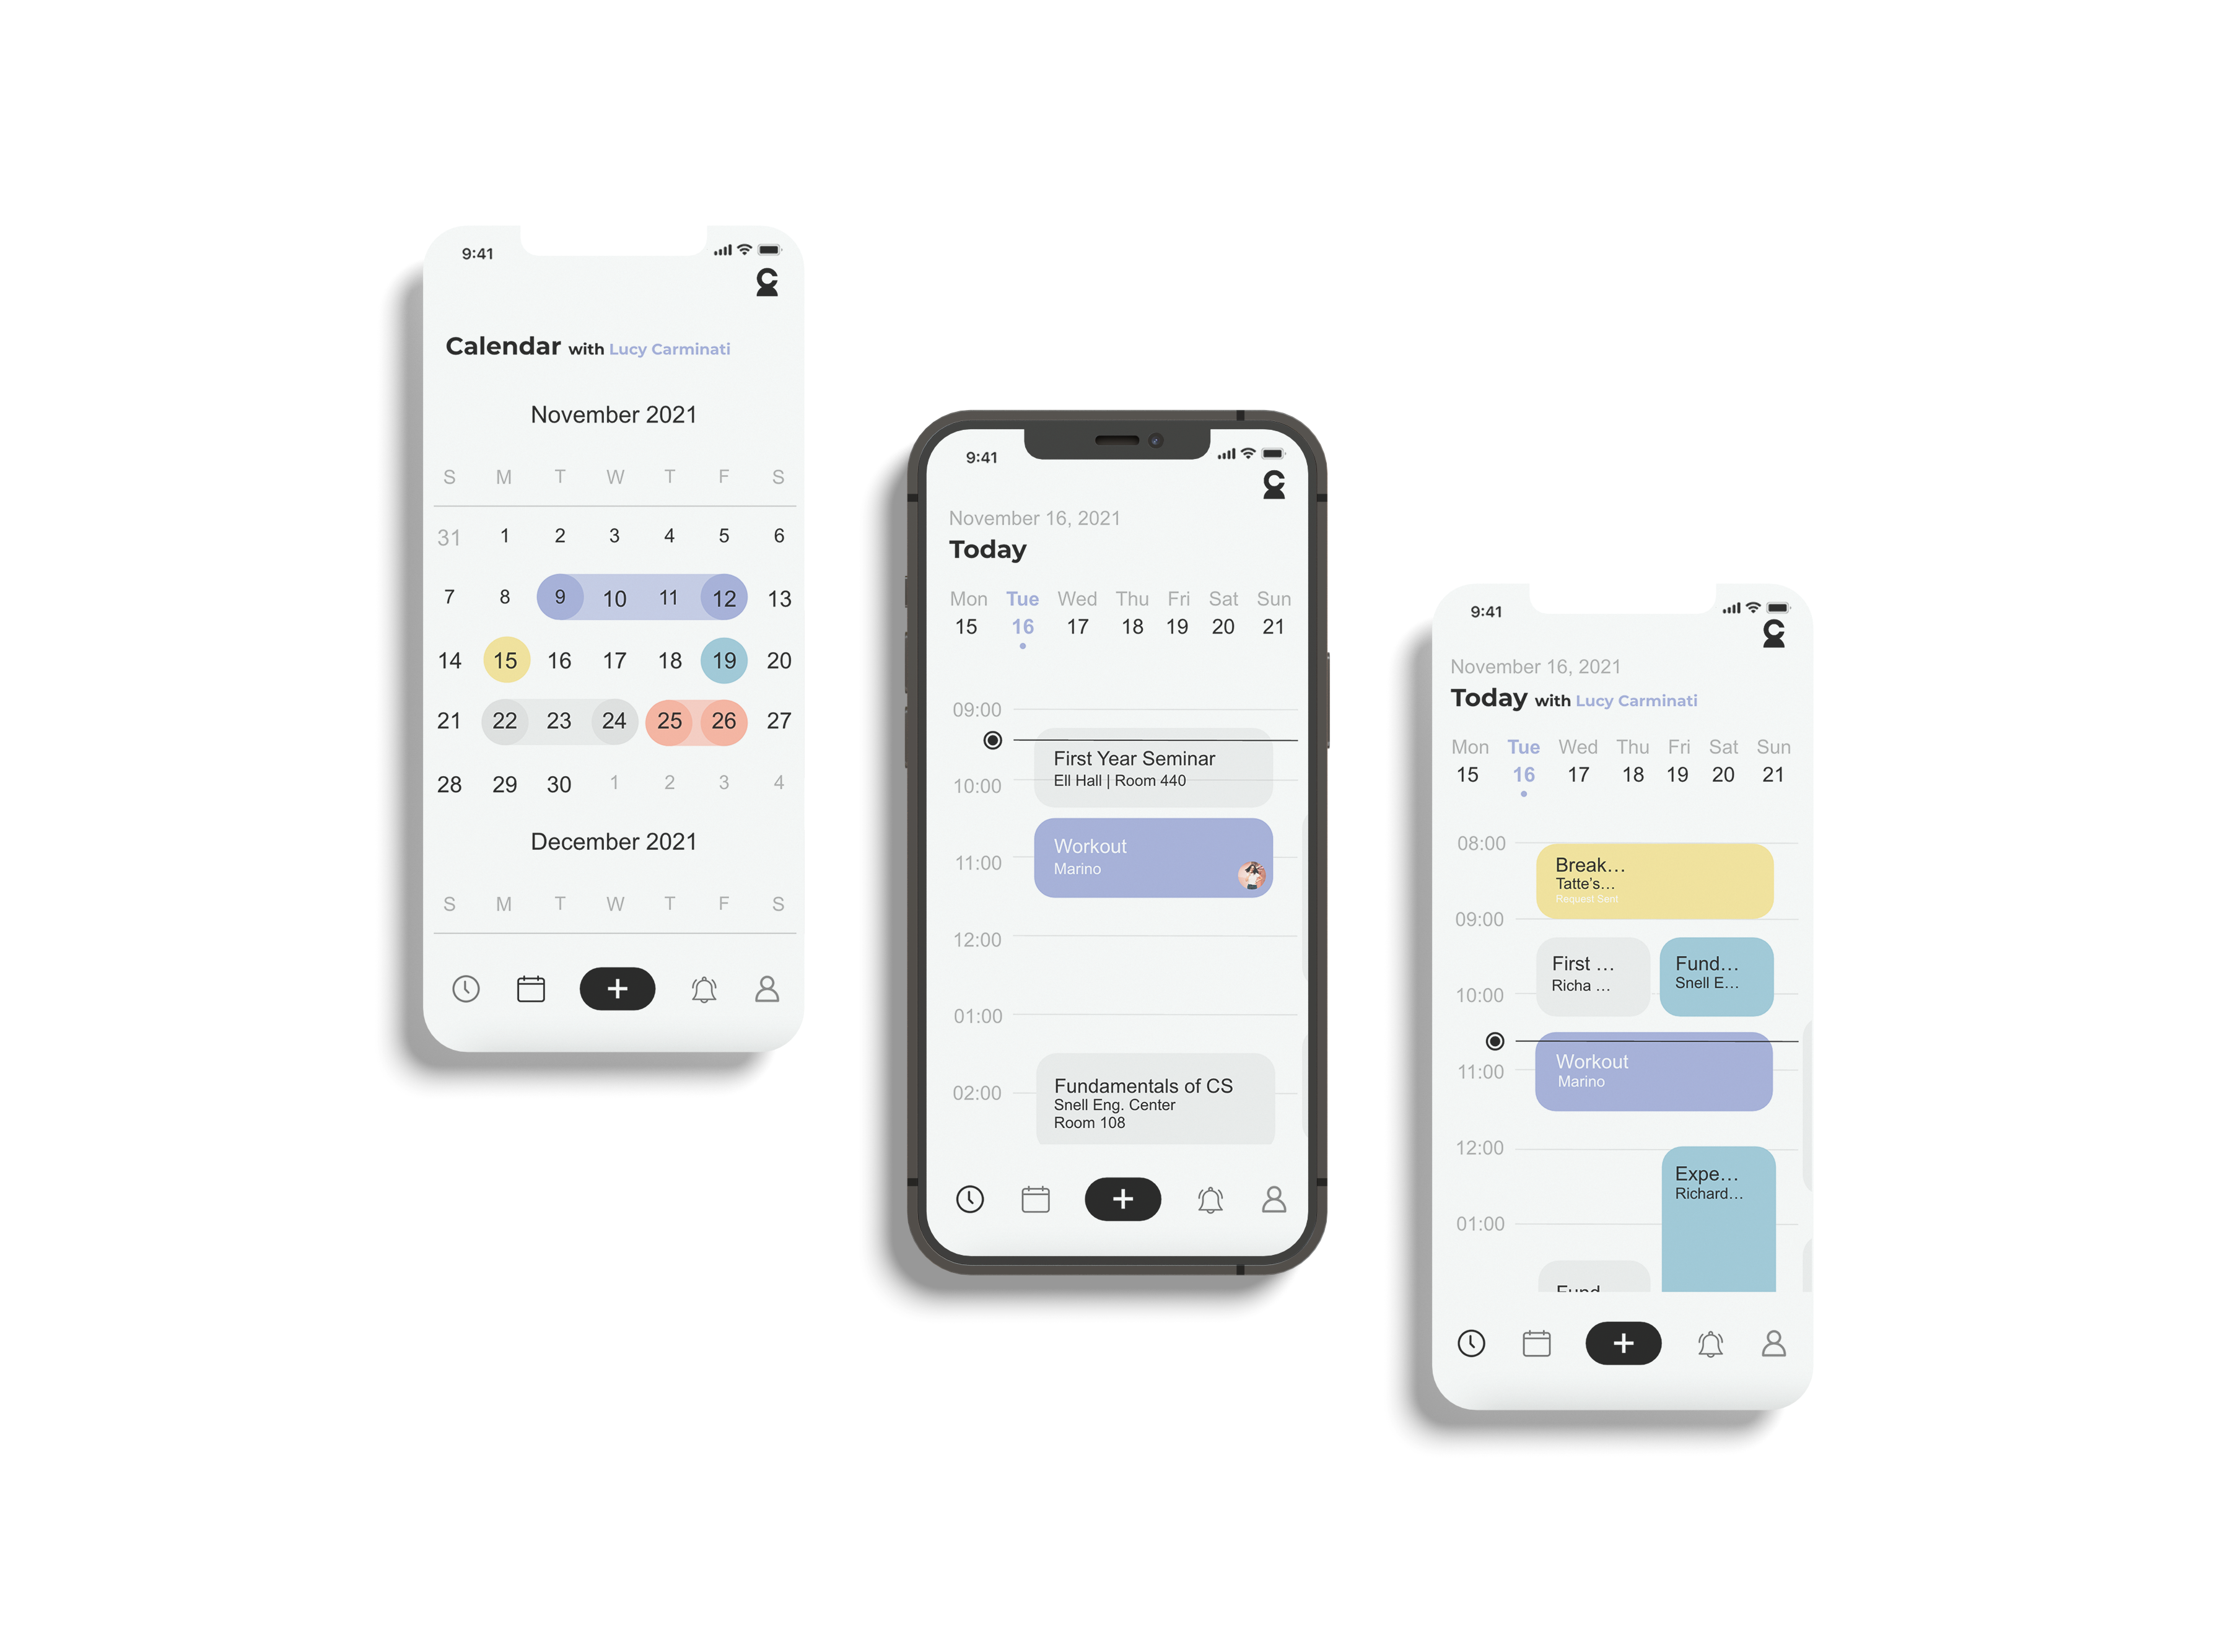 9:41
Calendar with Lucy Carminati
November 2021
S M T W T F S
31 1 2 3 4 5 6
7 8 9 10 11 12 13
14 15 16 17 18 19 20
21 22 23 24 25 26 27
28 29 30 1 2 3 4
December 2021
S M T W T F S
9:41
November 16, 2021
Today
Mon Tue Wed Thu Fri Sat Sun
15 16 17 18 19 20 21
09:00
First Year Seminar
Ell Hall | Room 440
10:00
Workout
11:00
Marino
12:00
01:00
Fundamentals of CS
02:00
Snell Eng. Center
Room 108
9:41
November 16, 2021
Today with Lucy Carminati
Mon Tue Wed Thu Fri Sat Sun
15 16 17 18 19 20 21
08:00
Break...
Tatte's...
Request Sent
09:00
First ... Fund...
Richa ... Snell E...
10:00
Workout
11:00
Marino
12:00
Expe...
Richard...
01:00
Fund